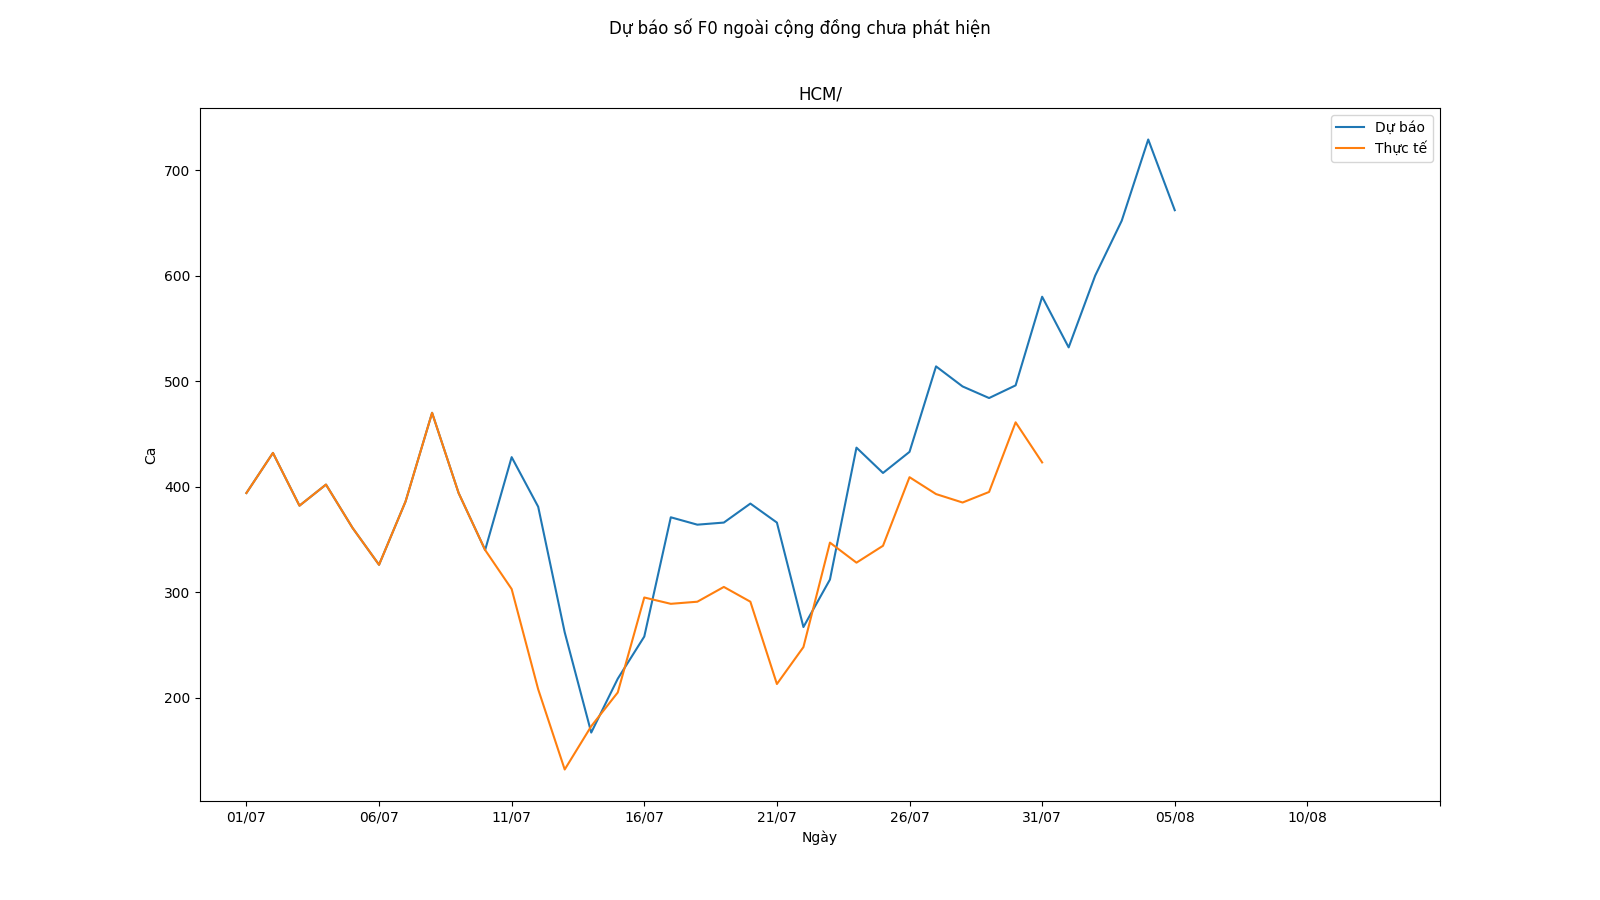 Dự báo số F0 ngoài cộng đồng chưa phát hiện
HCM/
Dự báo
Thực tế
700
600
500
400
300
200
Ca
01/07 06/07 11/07 16/07 21/07 26/07 31/07 05/08 10/08
Ngày